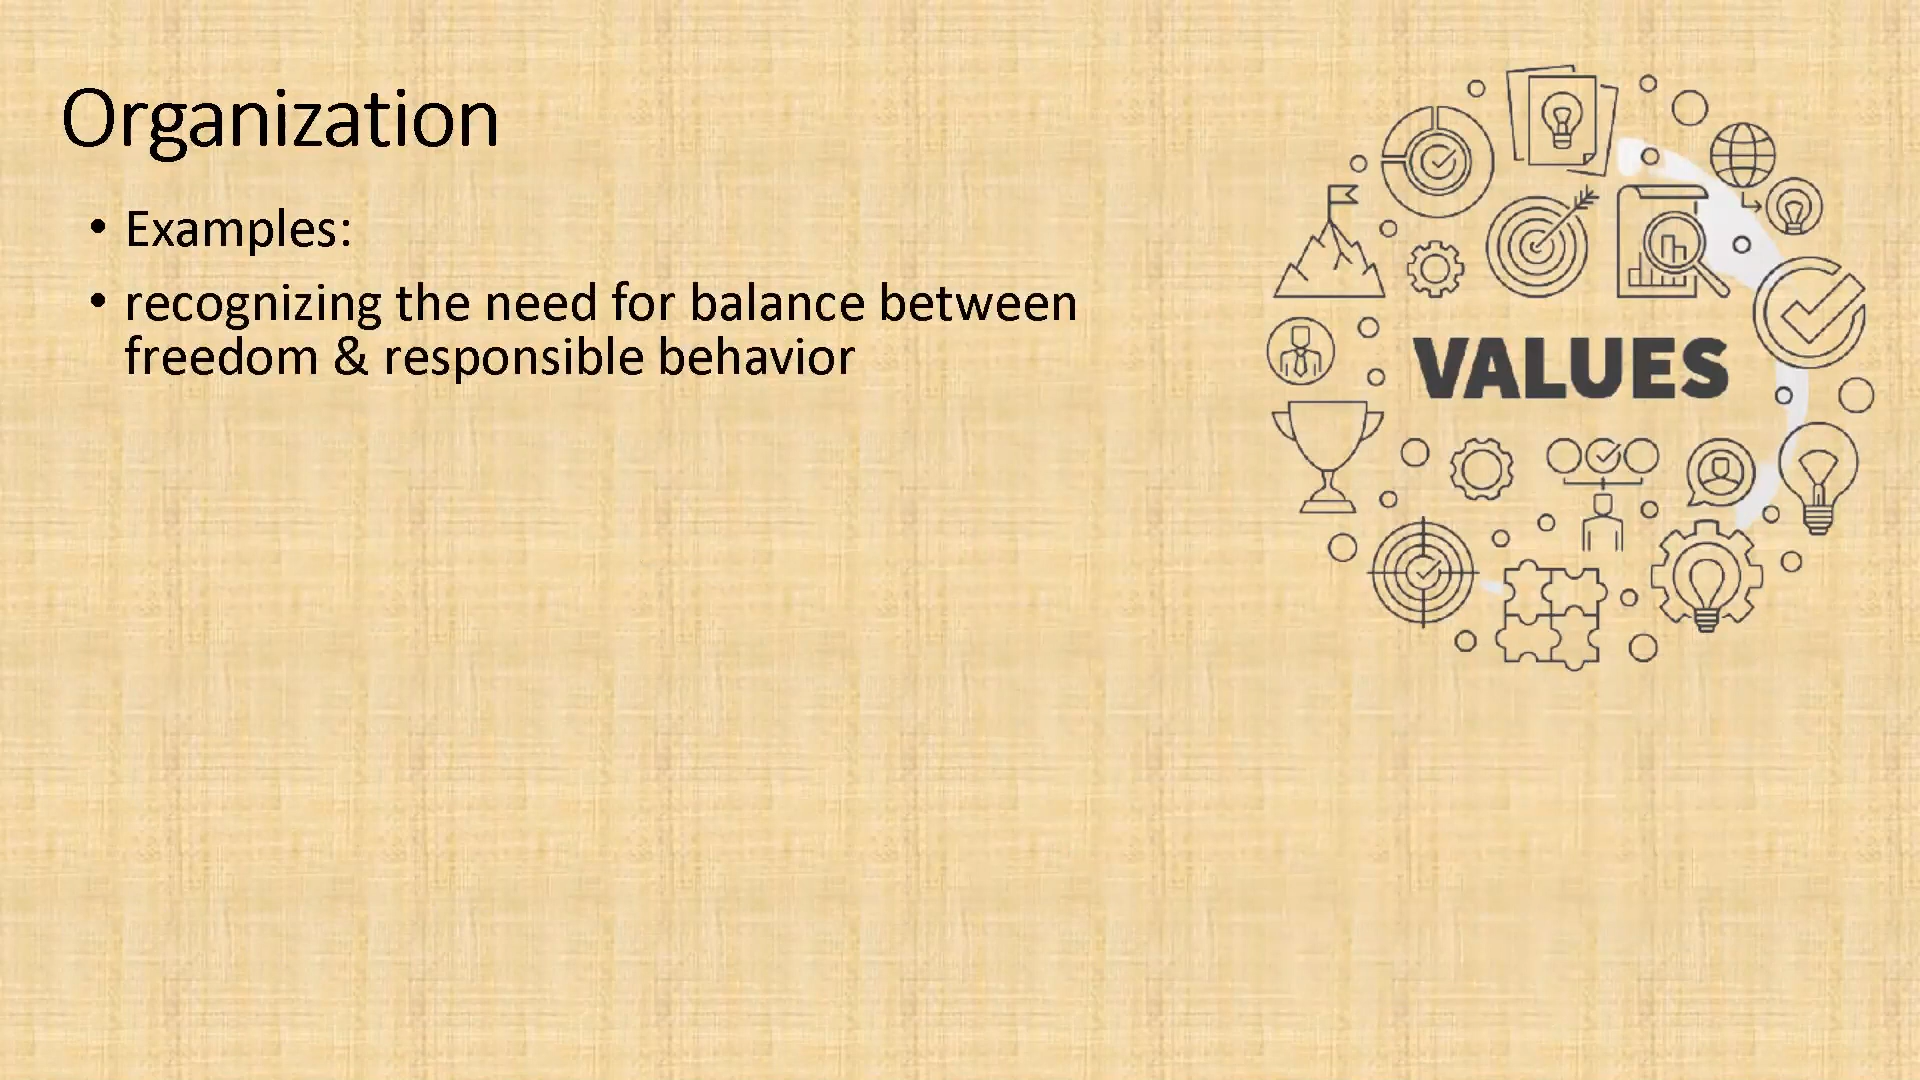 Organization
• Examples:
• recognizing the need for balance between
freedom & responsible behavior
VALUES